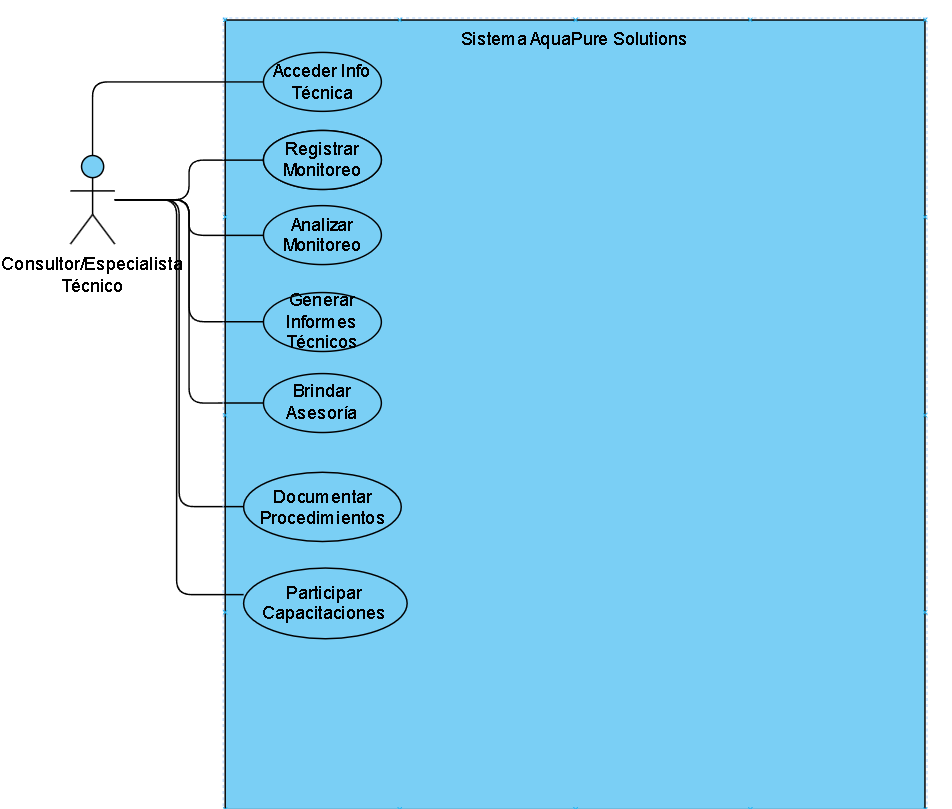 Sistema AquaPure Solutions
Acceder Info
Técnica
Registrar
Monitoreo
Analizar
Monitoreo
Consultor/Especialista
Técnico
Generar
Informes
Técnicos
Brindar
Asesoría
Documentar
Procedimientos
Participar
Capacitaciones